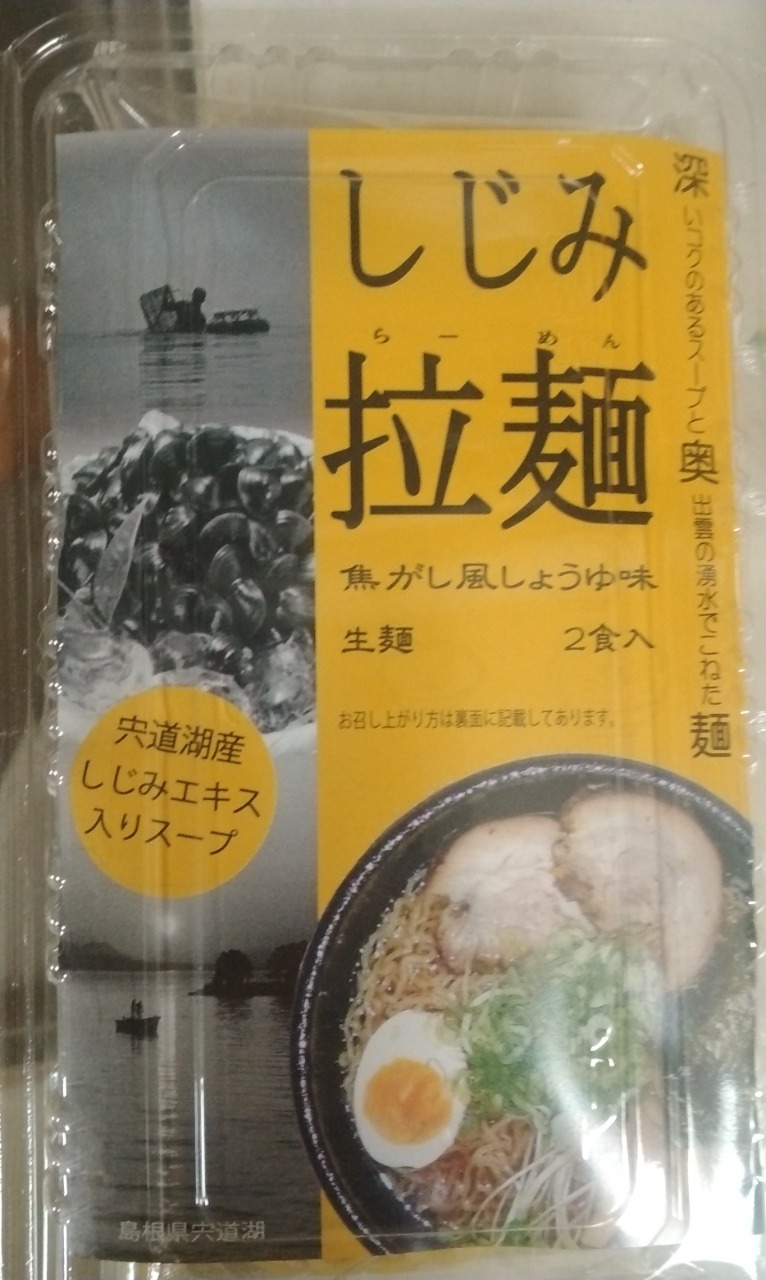 しじみ
らーめん
拉麺
焦がし風しょうゆ味
生麺 2食入
お召し上がり方は裏面に記載してあります。
深いコクのあるスープと奥出雲の湧水でこねた麺
宍道湖産
しじみエキス
入りスープ
島根県宍道湖